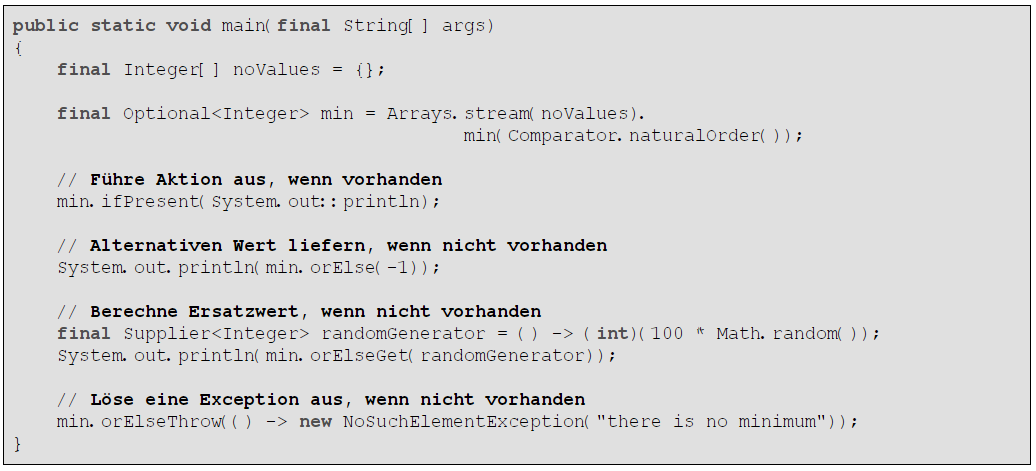 public static void main(final String[] args)
{
    final Integer[] noValues = {};

    final Optional<Integer> min = Arrays.stream(noValues).
                                         min(Comparator.naturalOrder());

    // Führe Aktion aus, wenn vorhanden
    min.ifPresent(System.out::println);

    // Alternativen Wert liefern, wenn nicht vorhanden
    System.out.println(min.orElse(-1));

    // Berechne Ersatzwert, wenn nicht vorhanden
    final Supplier<Integer> randomGenerator = () -> (int)(100 * Math.random());
    System.out.println(min.orElseGet(randomGenerator));

    // Löse eine Exception aus, wenn nicht vorhanden
    min.orElseThrow(() -> new NoSuchElementException("there is no minimum"));
}